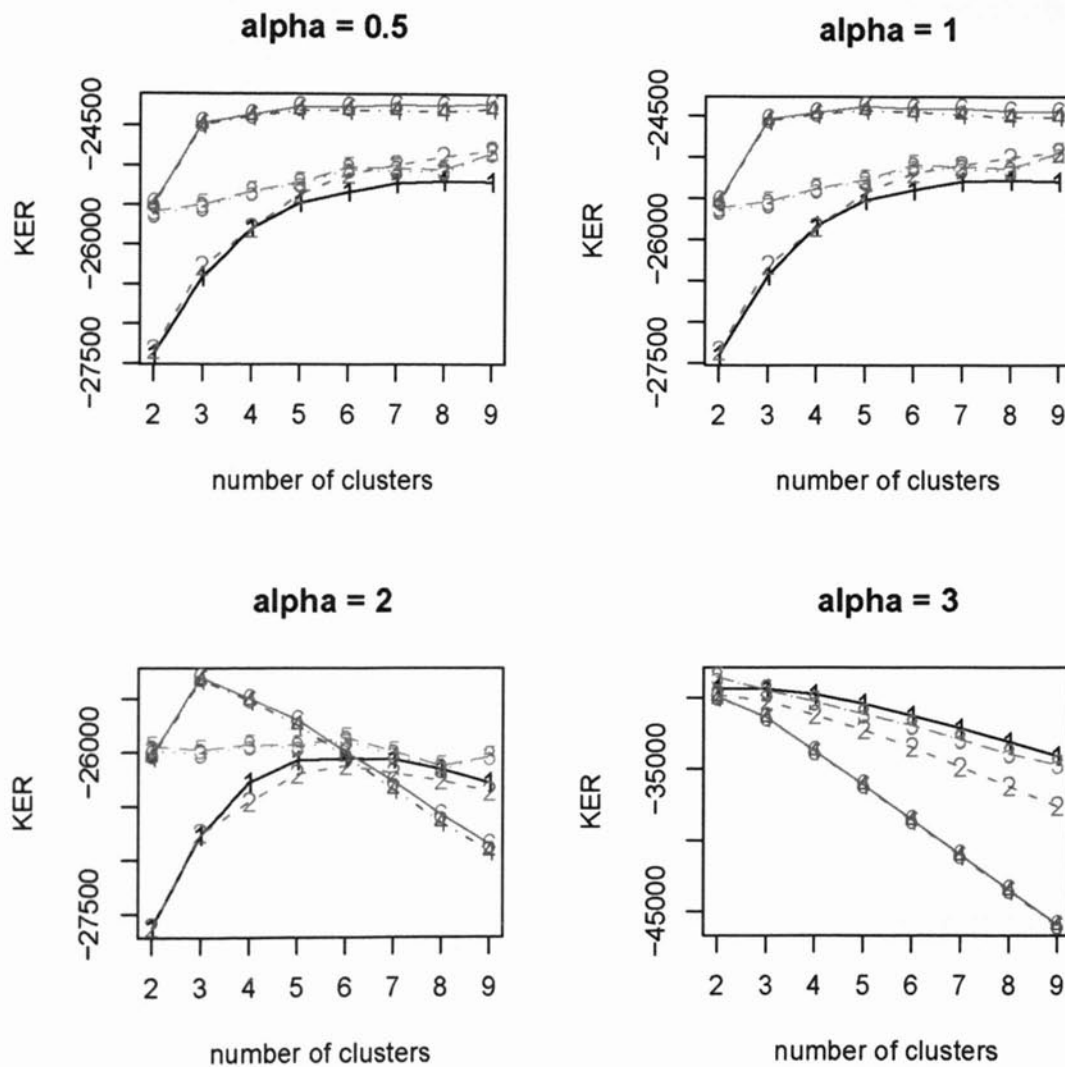 alpha = 0.5
KER
-24500
-26000
-27500
2 3 4 5 6 7 8 9
number of clusters
alpha = 1
KER
-24500
-26000
-27500
2 3 4 5 6 7 8 9
number of clusters
alpha = 2
KER
-26000
-27500
2 3 4 5 6 7 8 9
number of clusters
alpha = 3
KER
-35000
-45000
2 3 4 5 6 7 8 9
number of clusters